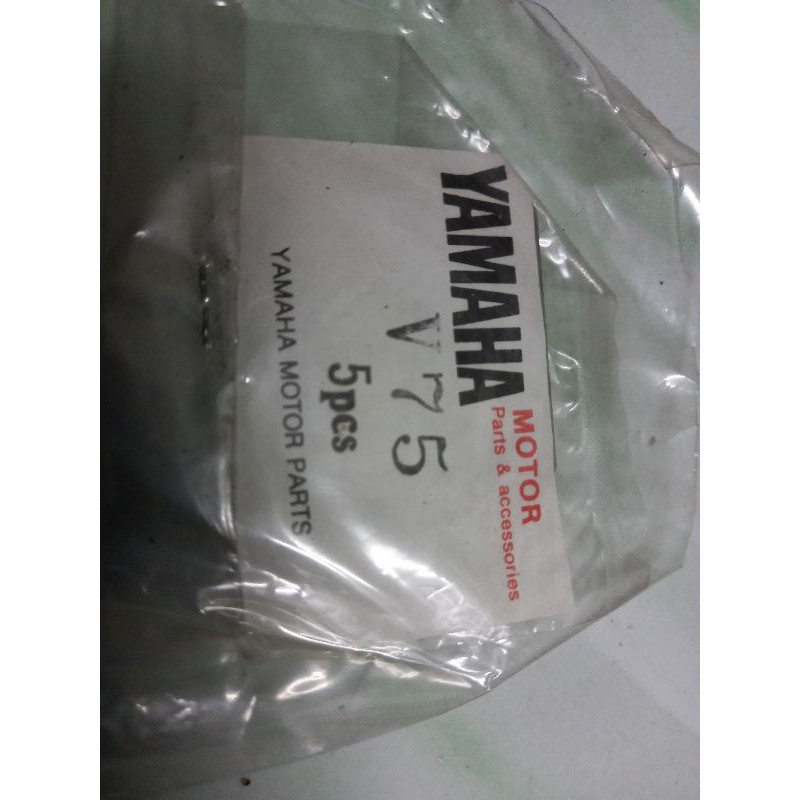 YAMAHA MOTOR
Parts & accessories
V75
5pcs
YAMAHA MOTOR PARTS